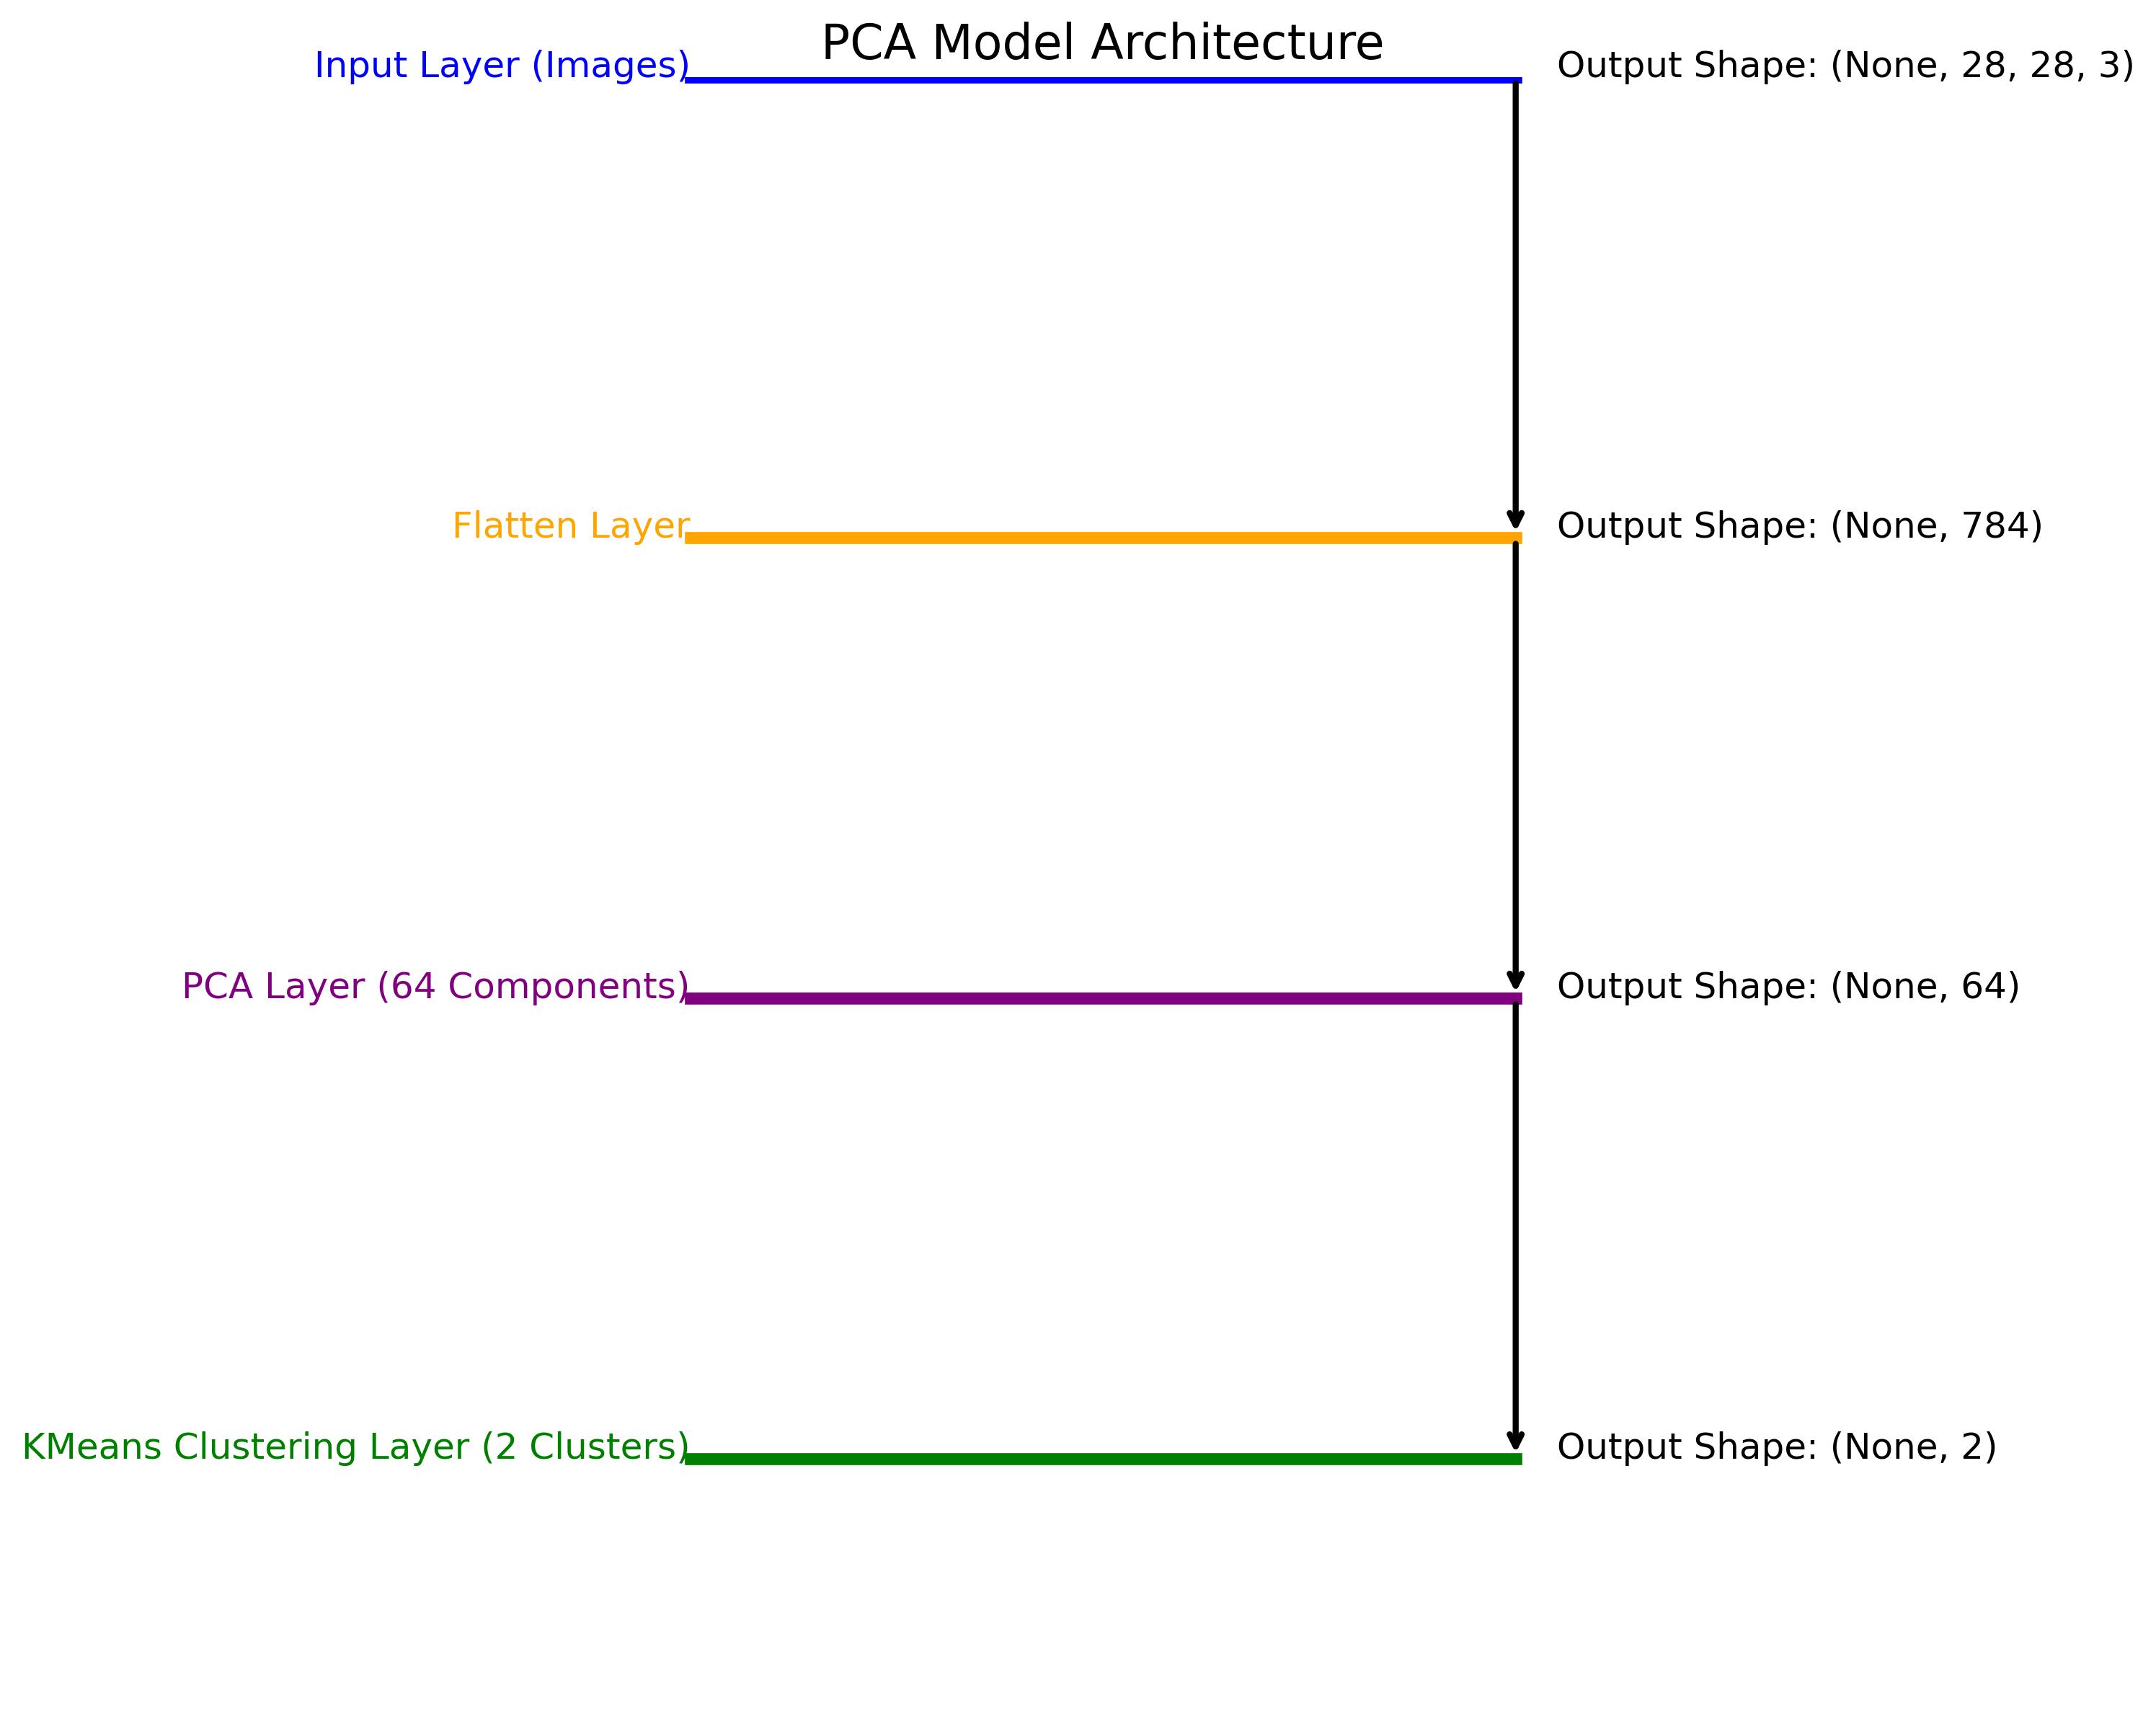 PCA Model Architecture
Input Layer (Images)
Output Shape: (None, 28, 28, 3)
Flatten Layer
Output Shape: (None, 784)
PCA Layer (64 Components)
Output Shape: (None, 64)
KMeans Clustering Layer (2 Clusters)
Output Shape: (None, 2)